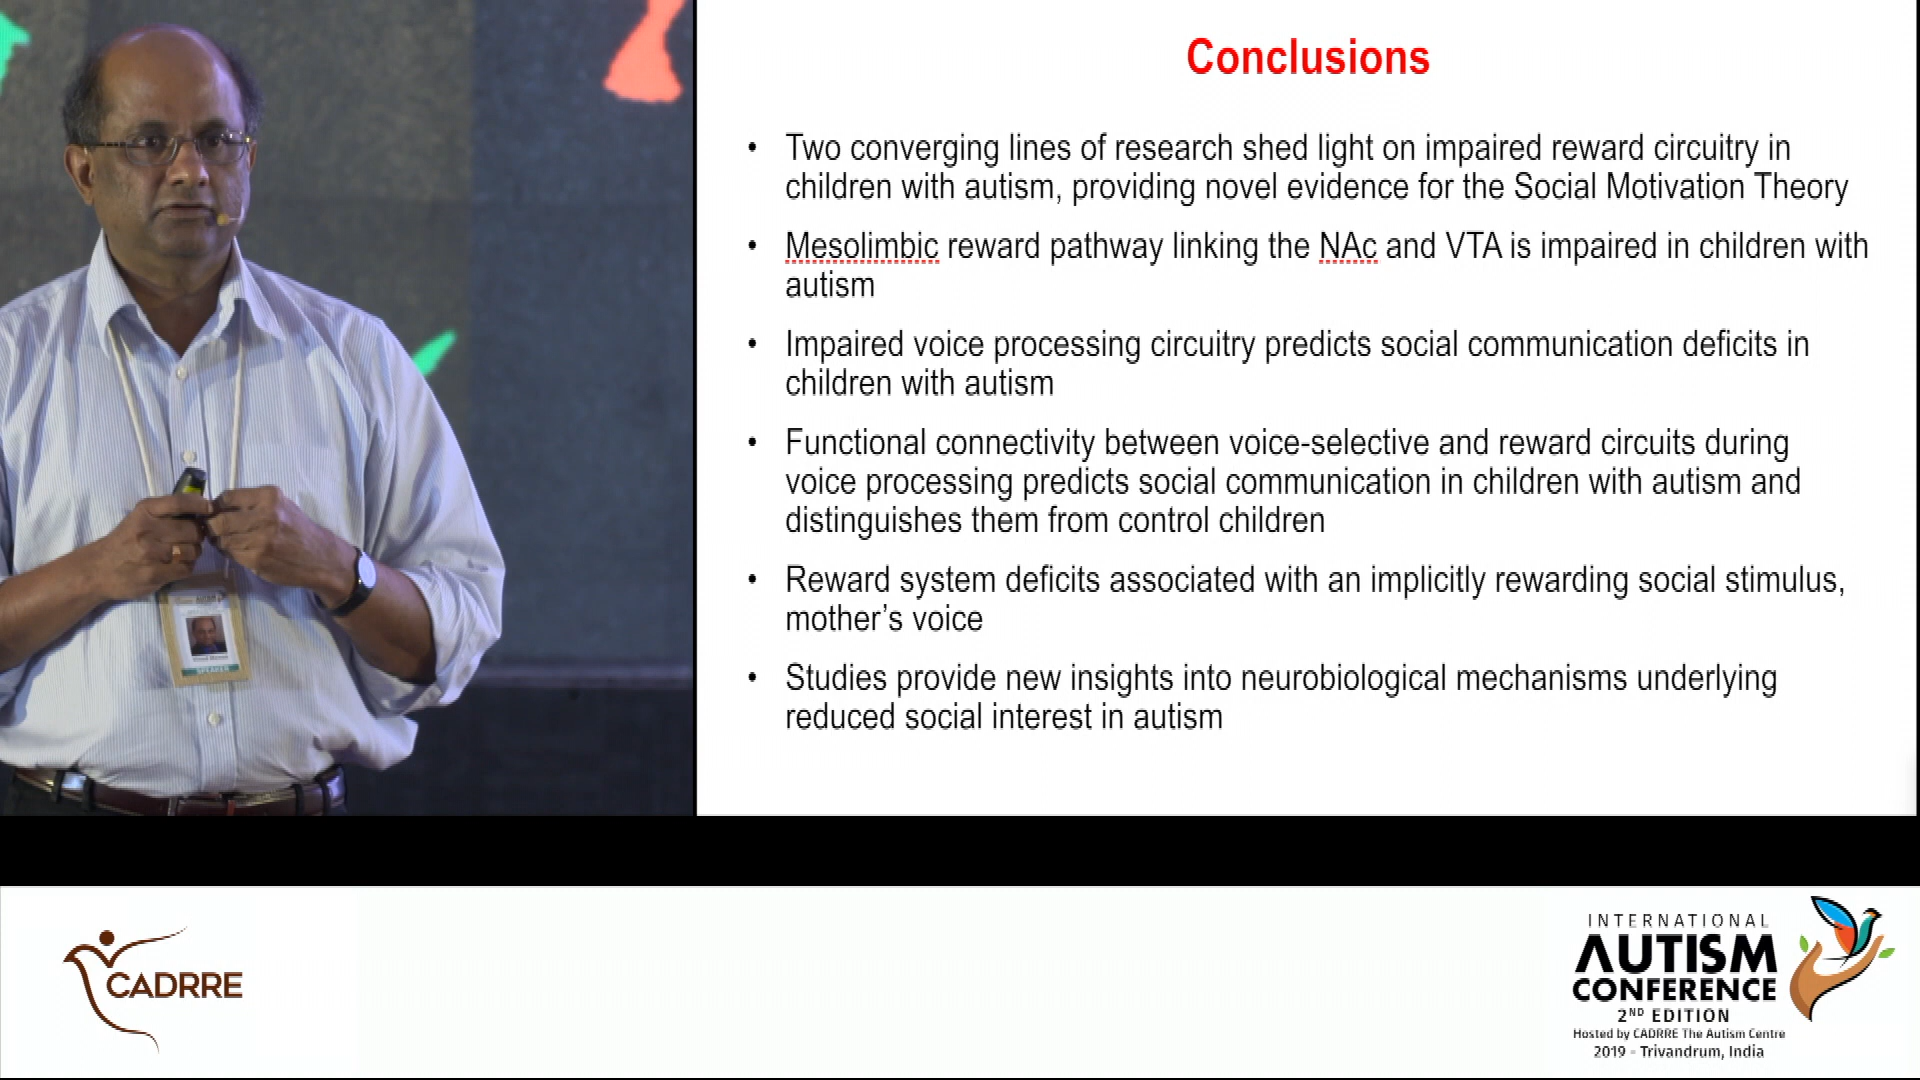 Conclusions
• Two converging lines of research shed light on impaired reward circuitry in
children with autism, providing novel evidence for the Social Motivation Theory
• Mesolimbic reward pathway linking the NAc and VTA is impaired in children with
autism
• Impaired voice processing circuitry predicts social communication deficits in
children with autism
• Functional connectivity between voice-selective and reward circuits during
voice processing predicts social communication in children with autism and
distinguishes them from control children
• Reward system deficits associated with an implicitly rewarding social stimulus,
mother’s voice
• Studies provide new insights into neurobiological mechanisms underlying
reduced social interest in autism
SPEAKER
CADRRE
INTERNATIONAL
AUTISM
CONFERENCE
2ND EDITION
Hosted by CADRRE The Autism Centre
2019 - Trivandrum, India